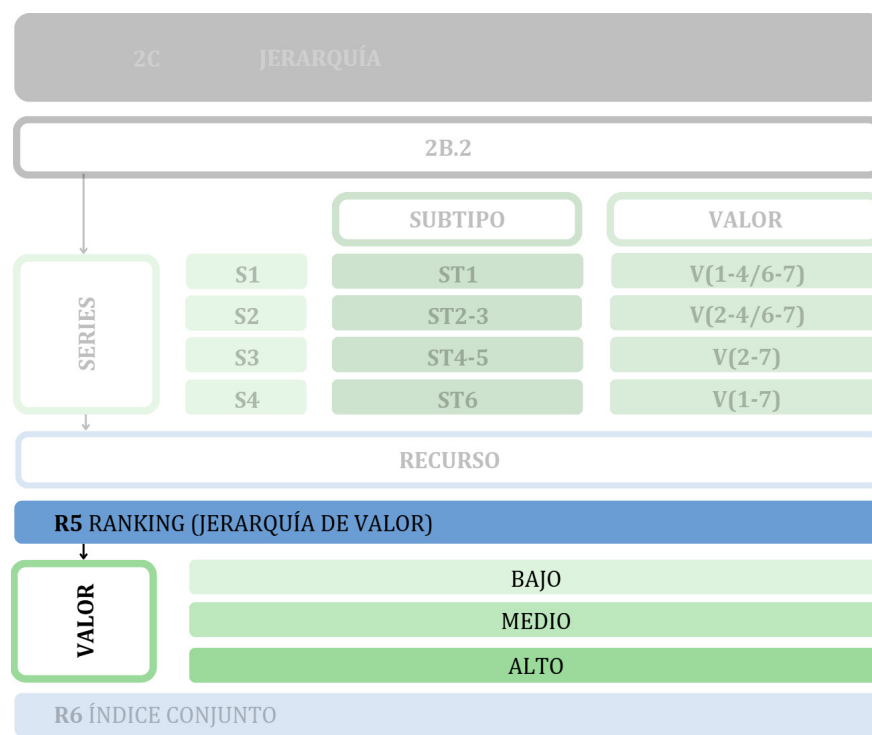 2C JERARQUÍA
2B.2
SUBTIPO VALOR
SERIES
S1 ST1 V(1-4/6-7)
S2 ST2-3 V(2-4/6-7)
S3 ST4-5 V(2-7)
S4 ST6 V(1-7)
RECURSO
R5 RANKING (JERARQUÍA DE VALOR)
VALOR
BAJO
MEDIO
ALTO
R6 ÍNDICE CONJUNTO